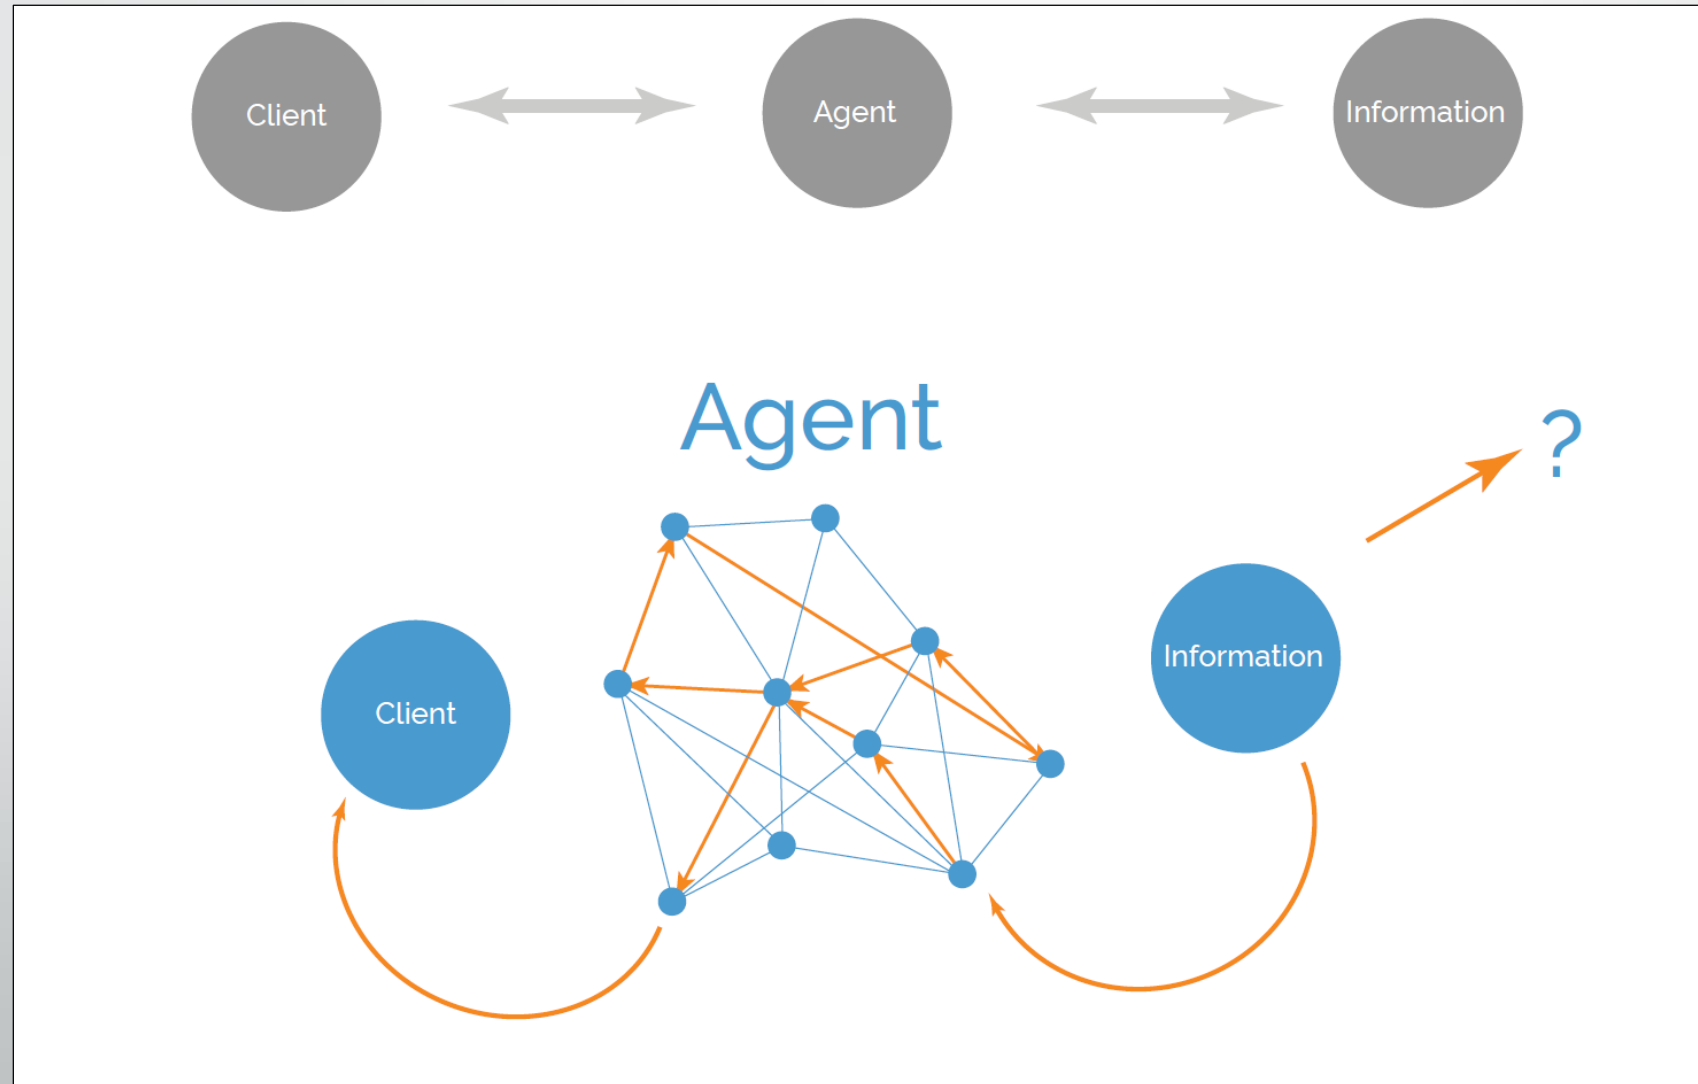 Client
Agent
Information
Agent
?
Client
Information